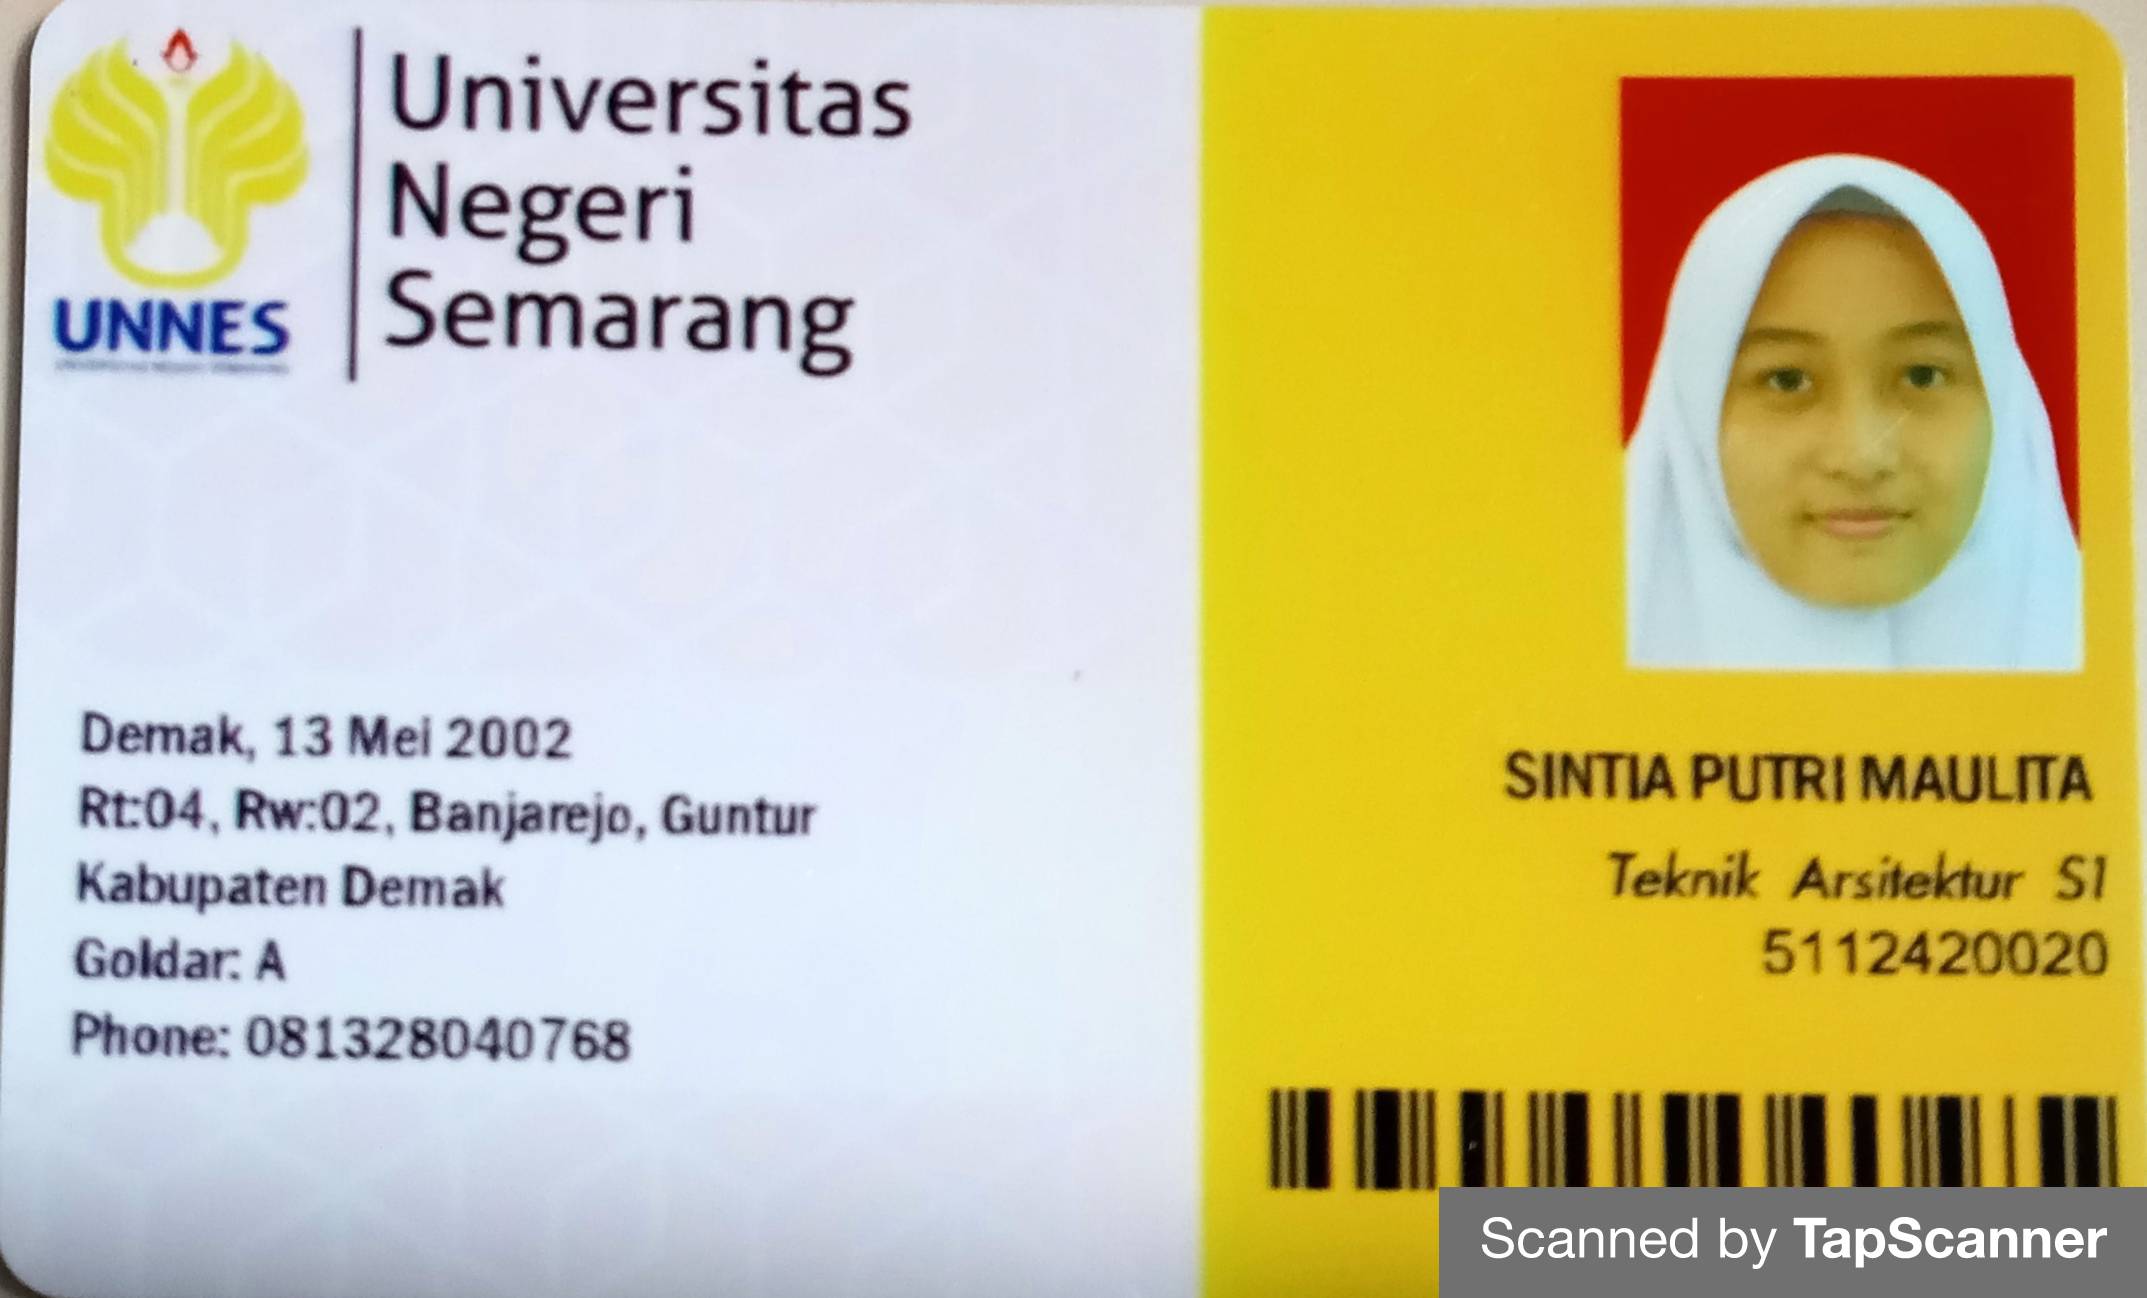 UNNES
Universitas
Negeri
Semarang
Demak, 13 Mei 2002
Rt:04, Rw:02, Banjarejo, Guntur
Kabupaten Demak
Goldar: A
Phone: 081328040768
SINTIA PUTRI MAULITA
Teknik Arsitektur S1
5112420020
Scanned by TapScanner